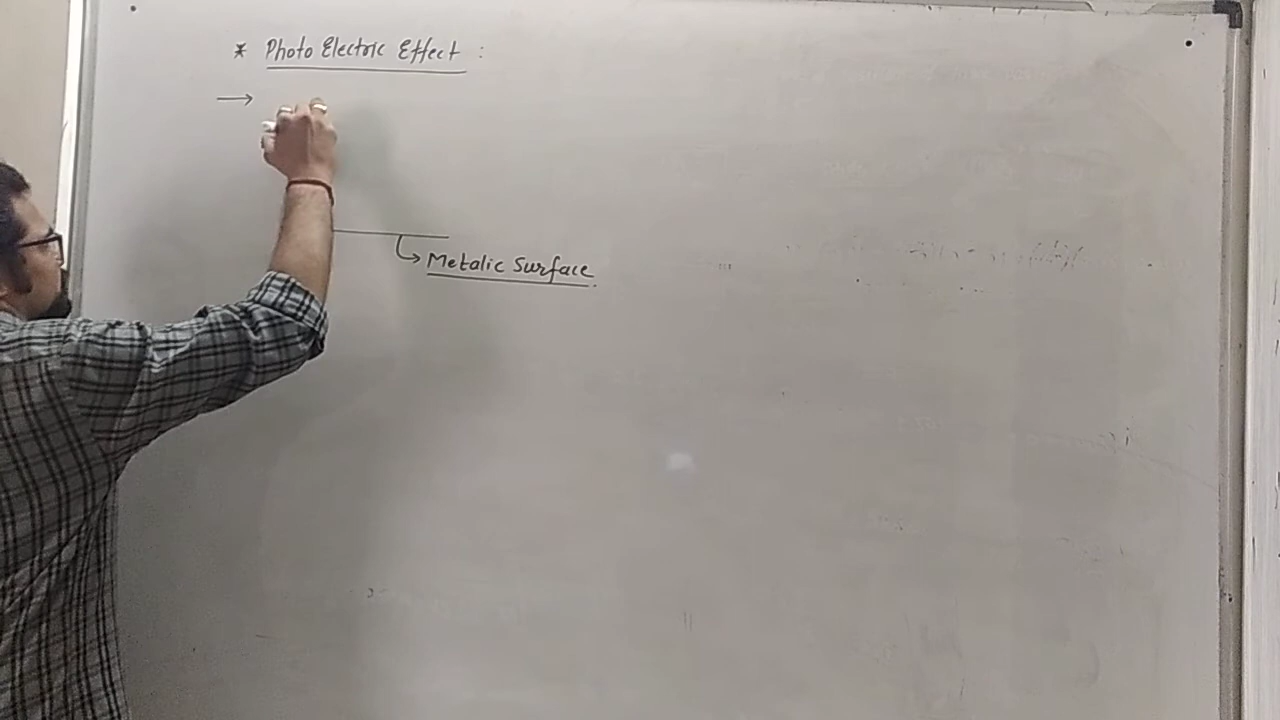 * Photo Electric Effect :
→
Metalic Surface